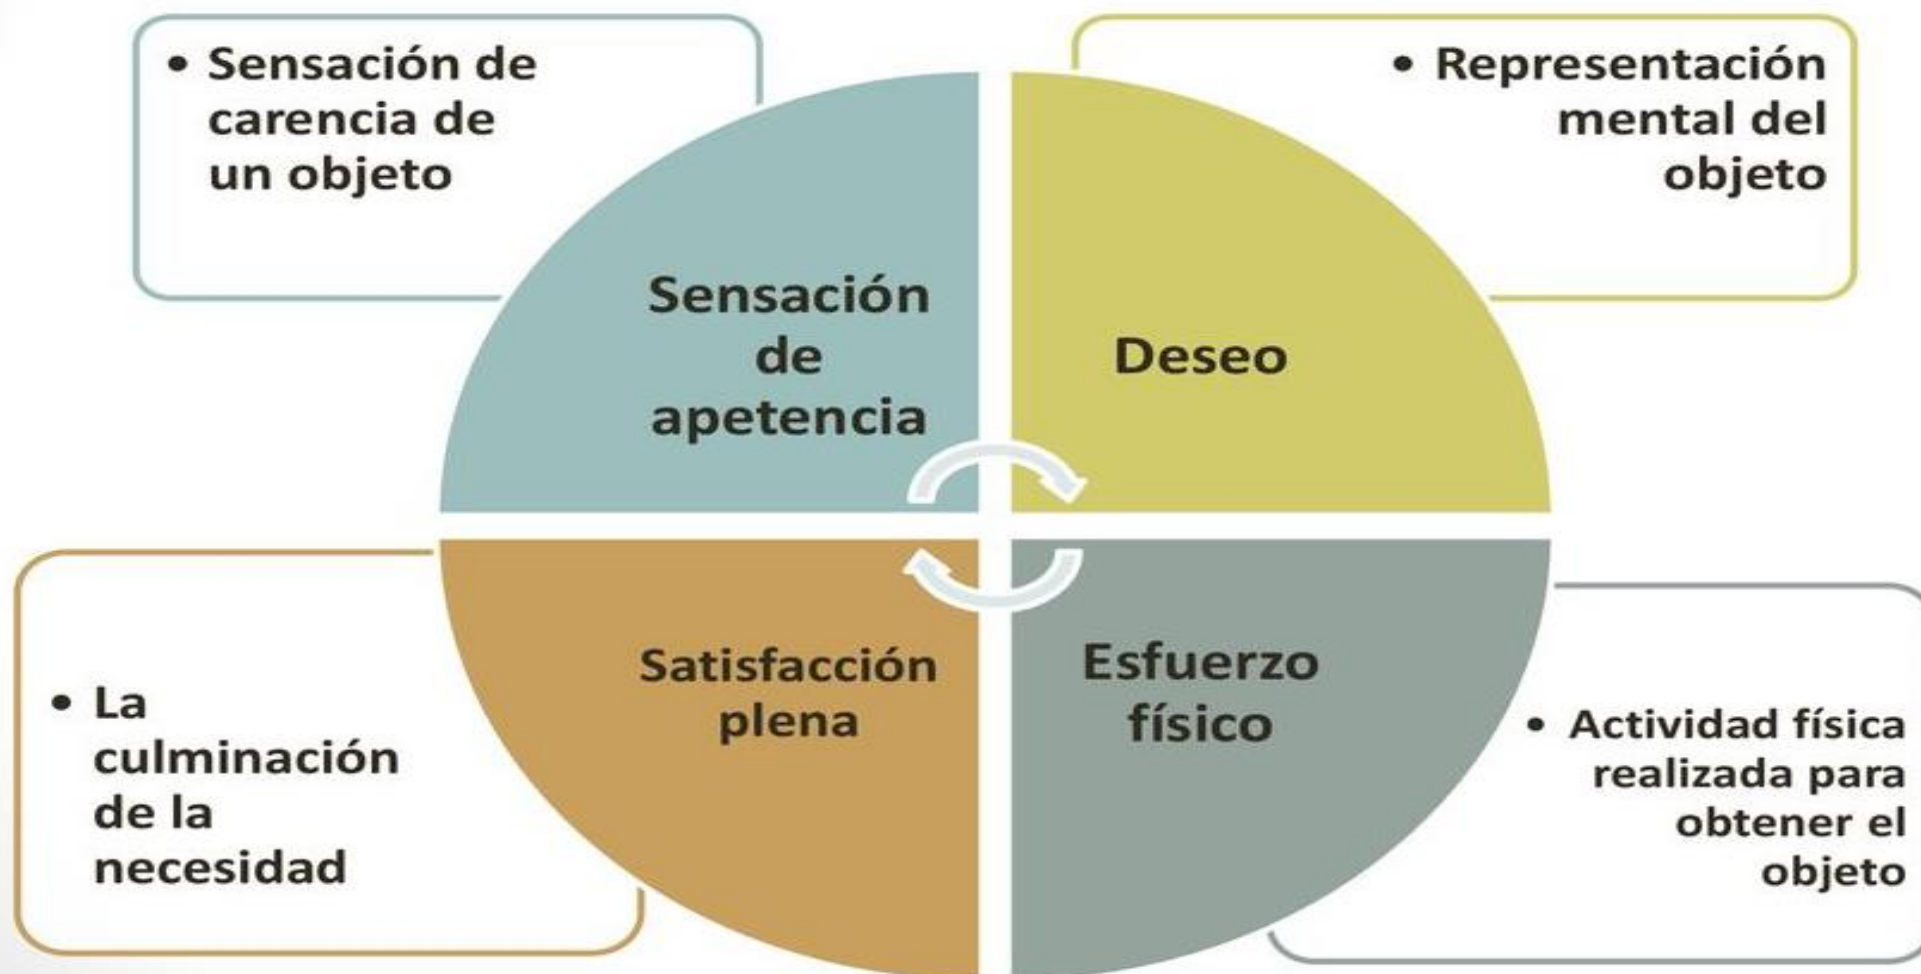 • Sensación de
carencia de
un objeto
• Representación
mental del
objeto
Sensación
de
apetencia
Deseo
Satisfacción
plena
Esfuerzo
físico
• La
culminación
de la
necesidad
• Actividad física
realizada para
obtener el
objeto